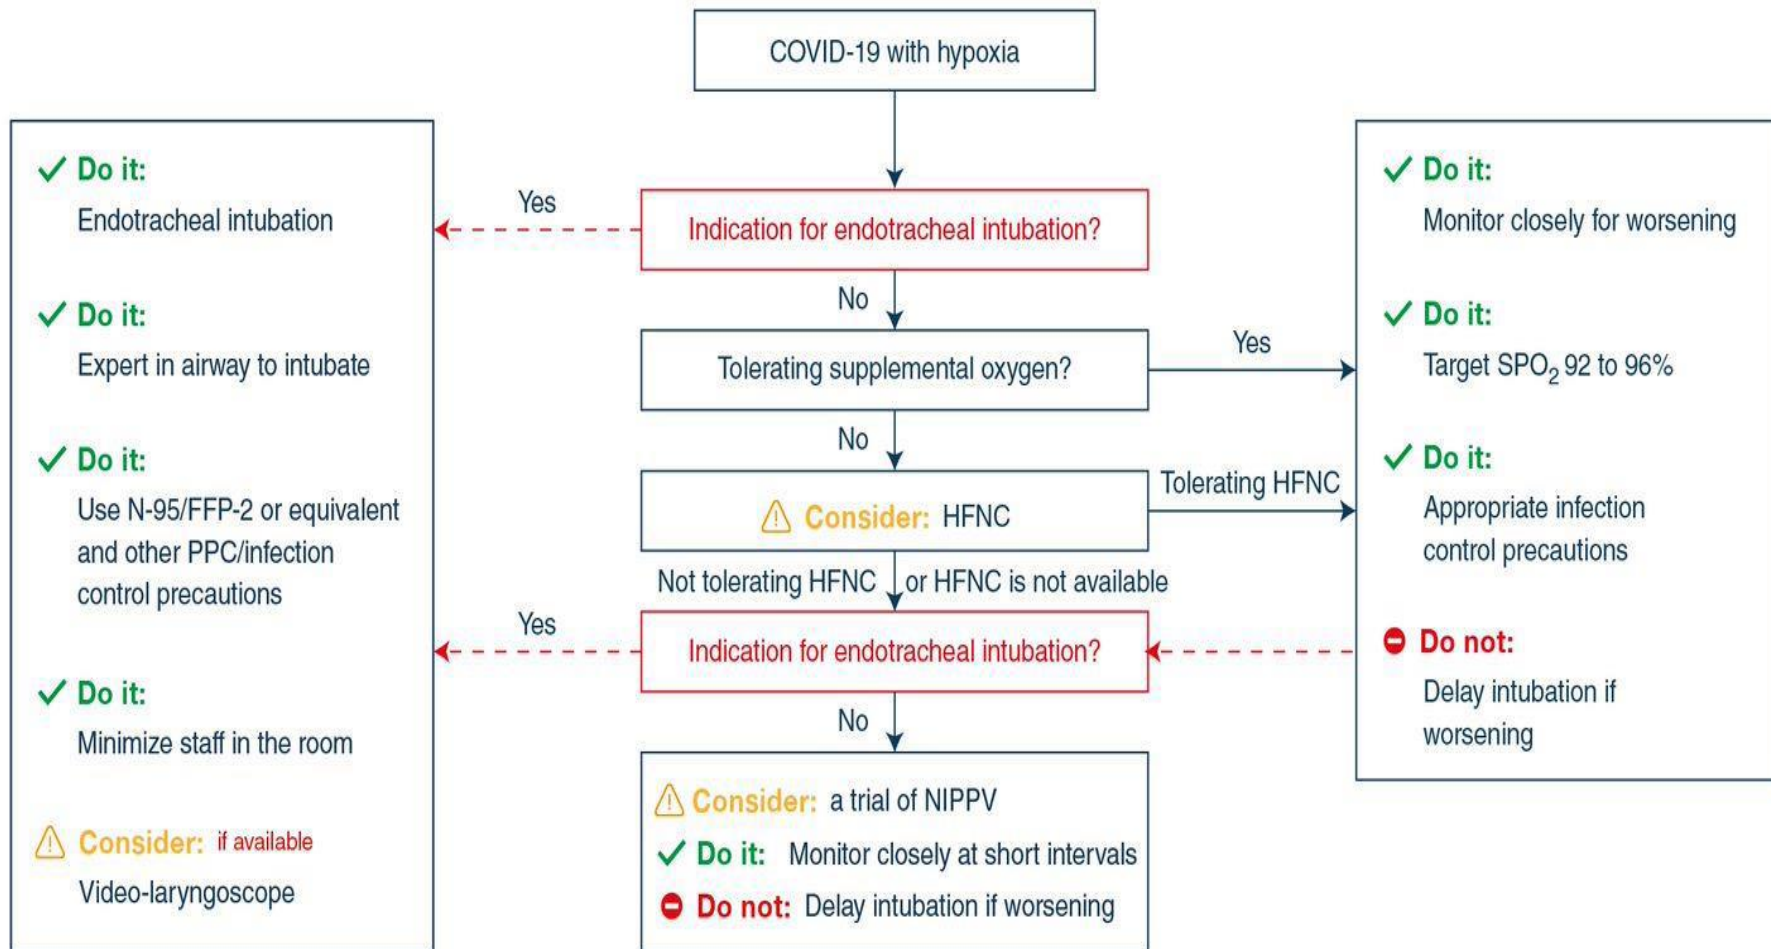 COVID-19 with hypoxia
✓ Do it:
Endotracheal intubation
✓ Do it:
Expert in airway to intubate
✓ Do it:
Use N-95/FFP-2 or equivalent
and other PPC/infection
control precautions
✓ Do it:
Minimize staff in the room
⚠ Consider: if available
Video-laryngoscope
Yes
Indication for endotracheal intubation?
No
Tolerating supplemental oxygen?
Yes
No
⚠ Consider: HFNC
Tolerating HFNC
Not tolerating HFNC or HFNC is not available
Yes
Indication for endotracheal intubation?
No
⚠ Consider: a trial of NIPPV
✓ Do it: Monitor closely at short intervals
⛔ Do not: Delay intubation if worsening
✓ Do it:
Monitor closely for worsening
✓ Do it:
Target SPO₂ 92 to 96%
✓ Do it:
Appropriate infection
control precautions
⛔ Do not:
Delay intubation if
worsening